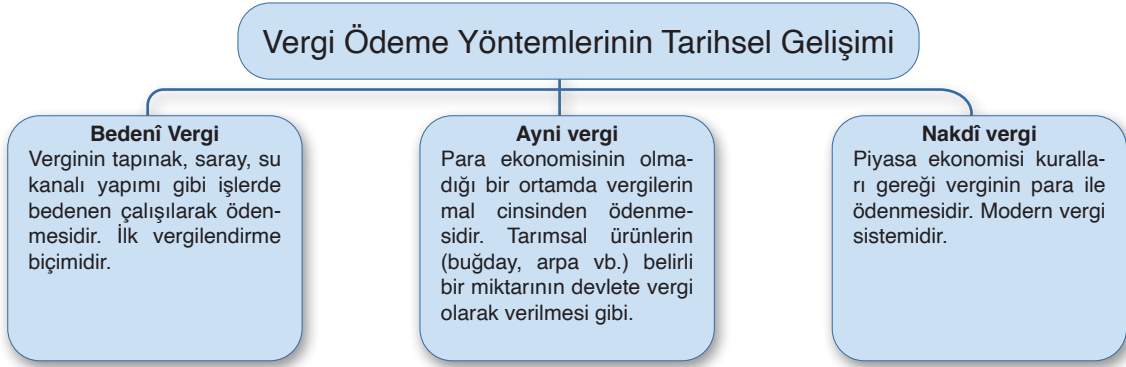 Vergi Ödeme Yöntemlerinin Tarihsel Gelişimi
Bedenî Vergi
Verginin tapınak, saray, su
kanalı yapımı gibi işlerde
bedenen çalışılarak öden-
mesidir. İlk vergilendirme
biçimidir.
Ayni vergi
Para ekonomisinin olma-
dığı bir ortamda vergilerin
mal cinsinden ödenme-
sidir. Tarımsal ürünlerin
(buğday, arpa vb.) belirli
bir miktarının devlete vergi
olarak verilmesi gibi.
Nakdî vergi
Piyasa ekonomisi kuralla-
rı gereği verginin para ile
ödenmesidir. Modern vergi
sistemidir.